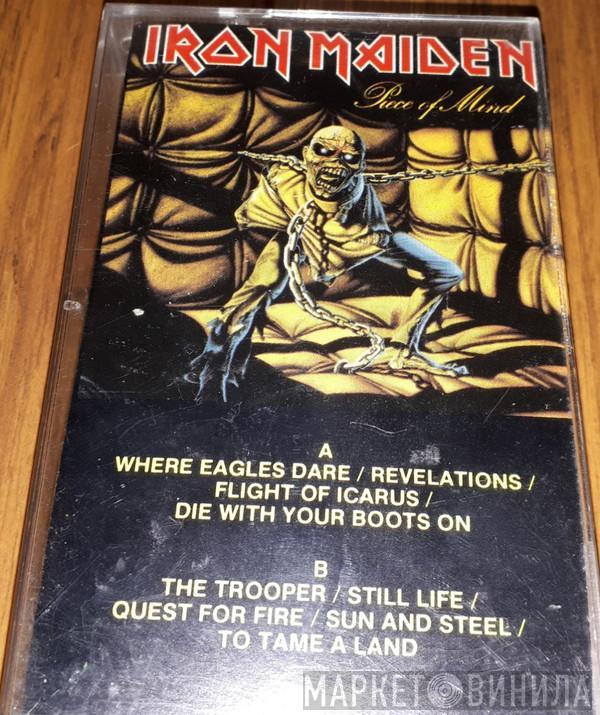 IRON MAIDEN
Piece of Mind
A
WHERE EAGLES DARE / REVELATIONS /
FLIGHT OF ICARUS /
DIE WITH YOUR BOOTS ON
B
THE TROOPER / STILL LIFE /
QUEST FOR FIRE / SUN AND STEEL /
TO TAME A LAND
МАРКЕТ ВИНИЛА